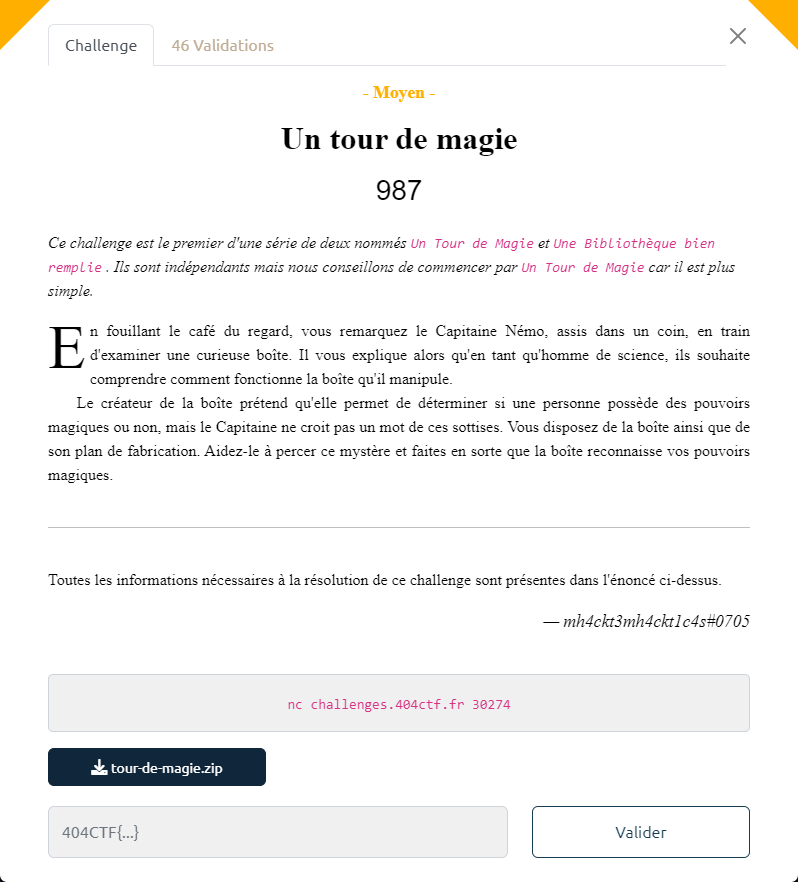 Challenge
46 Validations
- Moyen -
Un tour de magie
987
Ce challenge est le premier d'une série de deux nommés Un Tour de Magie et Une Bibliothèque bien
remplie . Ils sont indépendants mais nous conseillons de commencer par Un Tour de Magie car il est plus
simple.
En fouillant le café du regard, vous remarquez le Capitaine Némo, assis dans un coin, en train
d'examiner une curieuse boîte. Il vous explique alors qu'en tant qu'homme de science, ils souhaite
comprendre comment fonctionne la boîte qu'il manipule.
Le créateur de la boîte prétend qu'elle permet de déterminer si une personne possède des pouvoirs
magiques ou non, mais le Capitaine ne croit pas un mot de ces sottises. Vous disposez de la boîte ainsi que de
son plan de fabrication. Aidez-le à percer ce mystère et faites en sorte que la boîte reconnaisse vos pouvoirs
magiques.
Toutes les informations nécessaires à la résolution de ce challenge sont présentes dans l'énoncé ci-dessus.
— mh4ckt3mh4ckt1c4s#0705
nc challenges.404ctf.fr 30274
tour-de-magie.zip
404CTF{...}
Valider